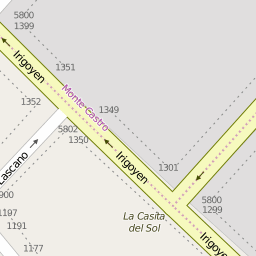 5800
1399
Irigoyen
1351
Monte Castro
1352
1349
5802
1350
Irigoyen
Lascano
1301
5800
1299
1197
1191
1177
La Casita
del Sol
Irigoyen